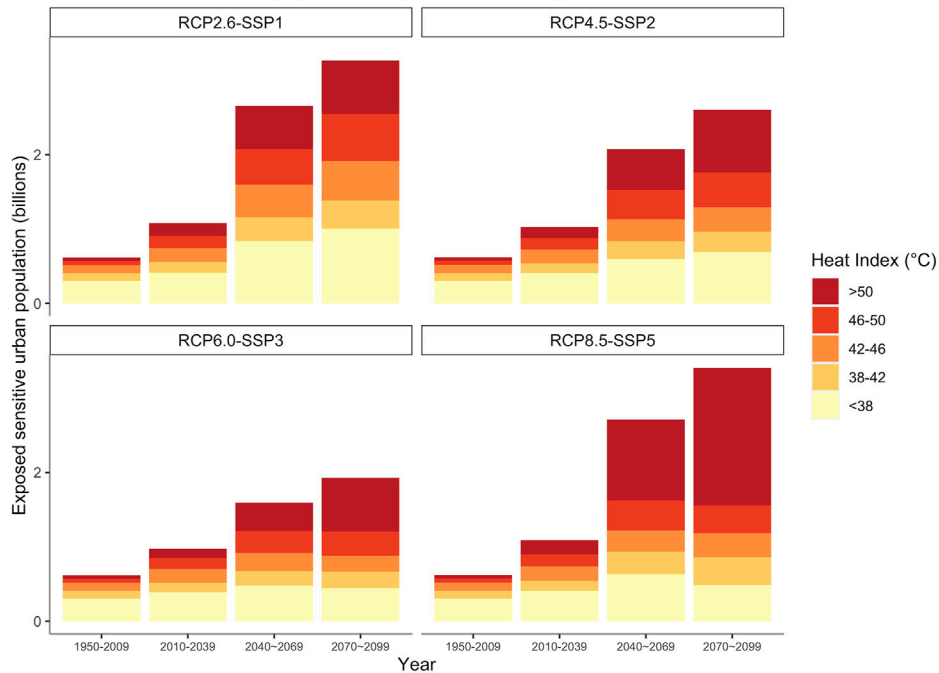 RCP2.6-SSP1
RCP4.5-SSP2
2
0
RCP6.0-SSP3
RCP8.5-SSP5
2
0
Exposed sensitive urban population (billions)
1950-2009
2010-2039
2040~2069
2070~2099
1950-2009
2010-2039
2040~2069
2070~2099
Year
Heat Index (°C)
>50
46-50
42-46
38-42
<38